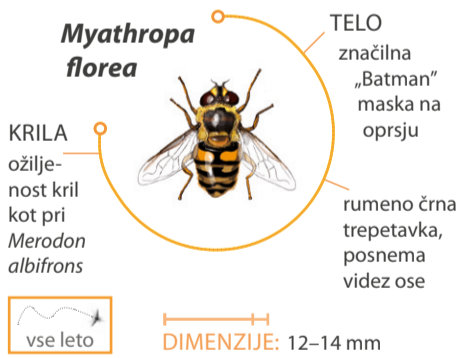 Myathropa
florea
TELO
značilna
„Batman”
maska na
oprsju
KRILA
ožilje-
nost kril
kot pri
Merodon
albifrons
rumeno črna
trepetavka,
posnema
videz ose
vse leto
DIMENZIJE: 12–14 mm